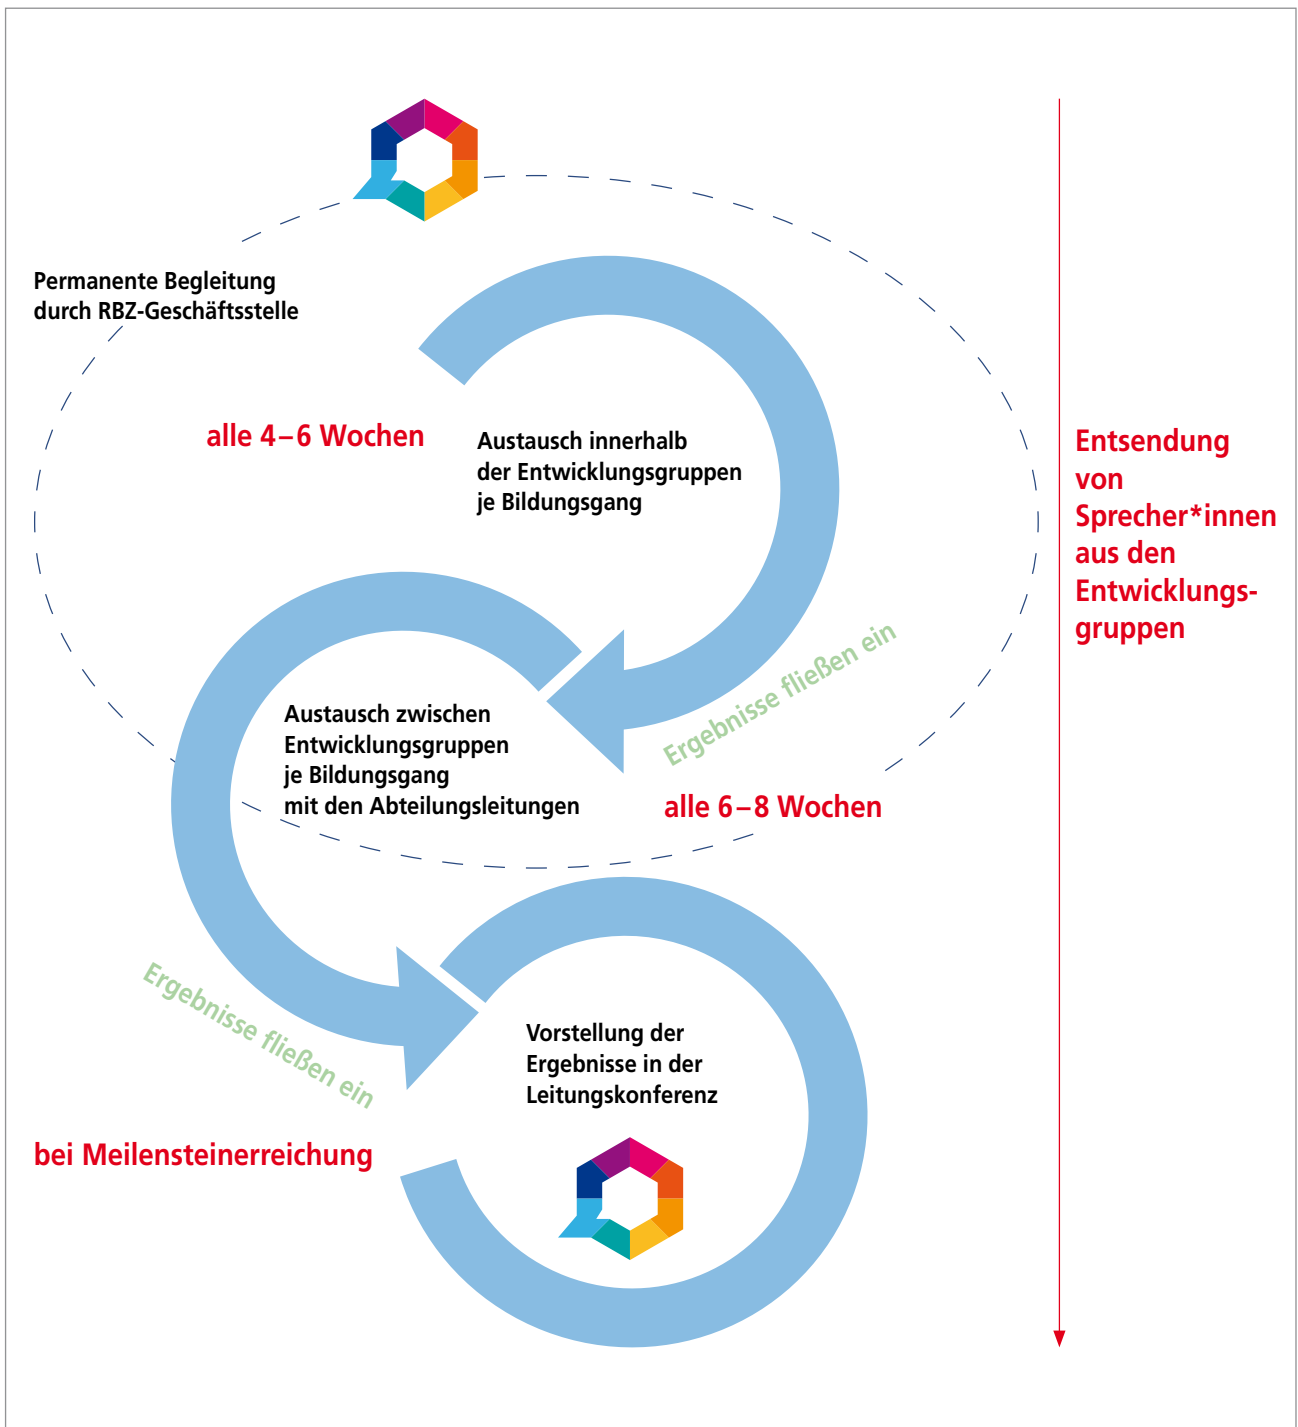 Permanente Begleitung
durch RBZ-Geschäftsstelle
alle 4–6 Wochen
Austausch innerhalb
der Entwicklungsgruppen
je Bildungsgang
Entsendung
von
Sprecher*innen
aus den
Entwicklungs-
gruppen
Ergebnisse fließen ein
Austausch zwischen
Entwicklungsgruppen
je Bildungsgang
mit den Abteilungsleitungen
alle 6–8 Wochen
Ergebnisse fließen ein
Vorstellung der
Ergebnisse in der
Leitungskonferenz
bei Meilensteinerreichung